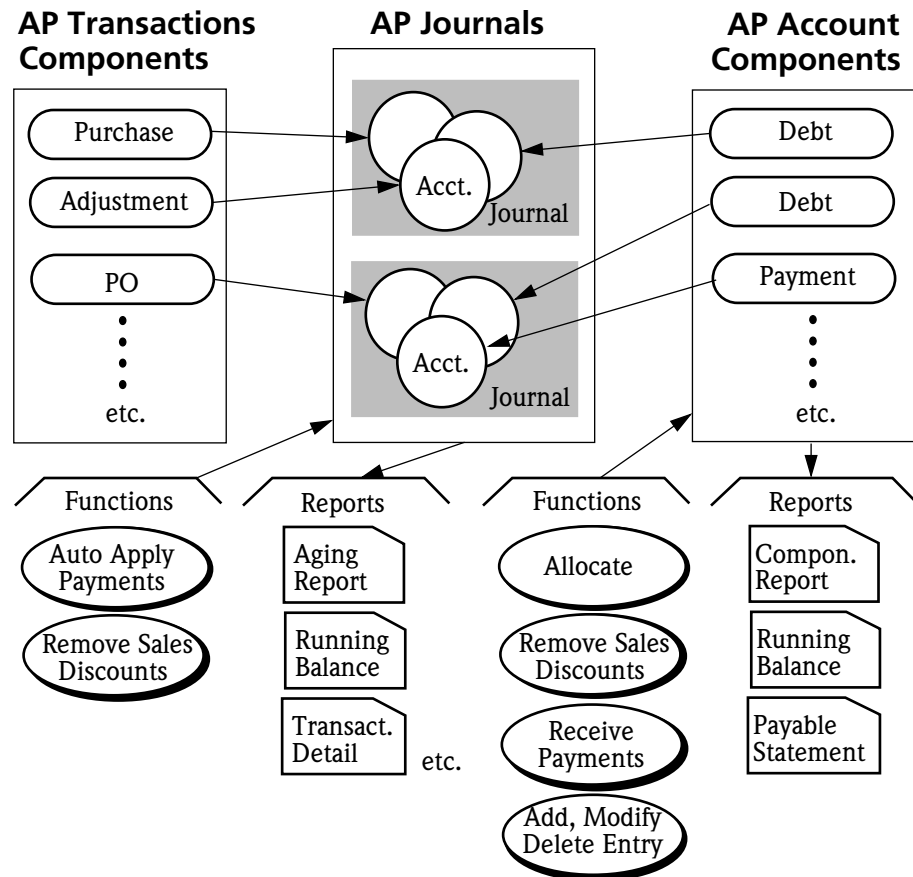 AP Transactions
Components
AP Journals
AP Account
Components
Purchase
Adjustment
PO
etc.
Acct.
Journal
Acct.
Journal
Debt
Debt
Payment
etc.
Functions
Auto Apply
Payments
Remove Sales
Discounts
Reports
Aging
Report
Running
Balance
Transact.
Detail
etc.
Functions
Allocate
Remove Sales
Discounts
Receive
Payments
Add, Modify
Delete Entry
Reports
Compon.
Report
Running
Balance
Payable
Statement